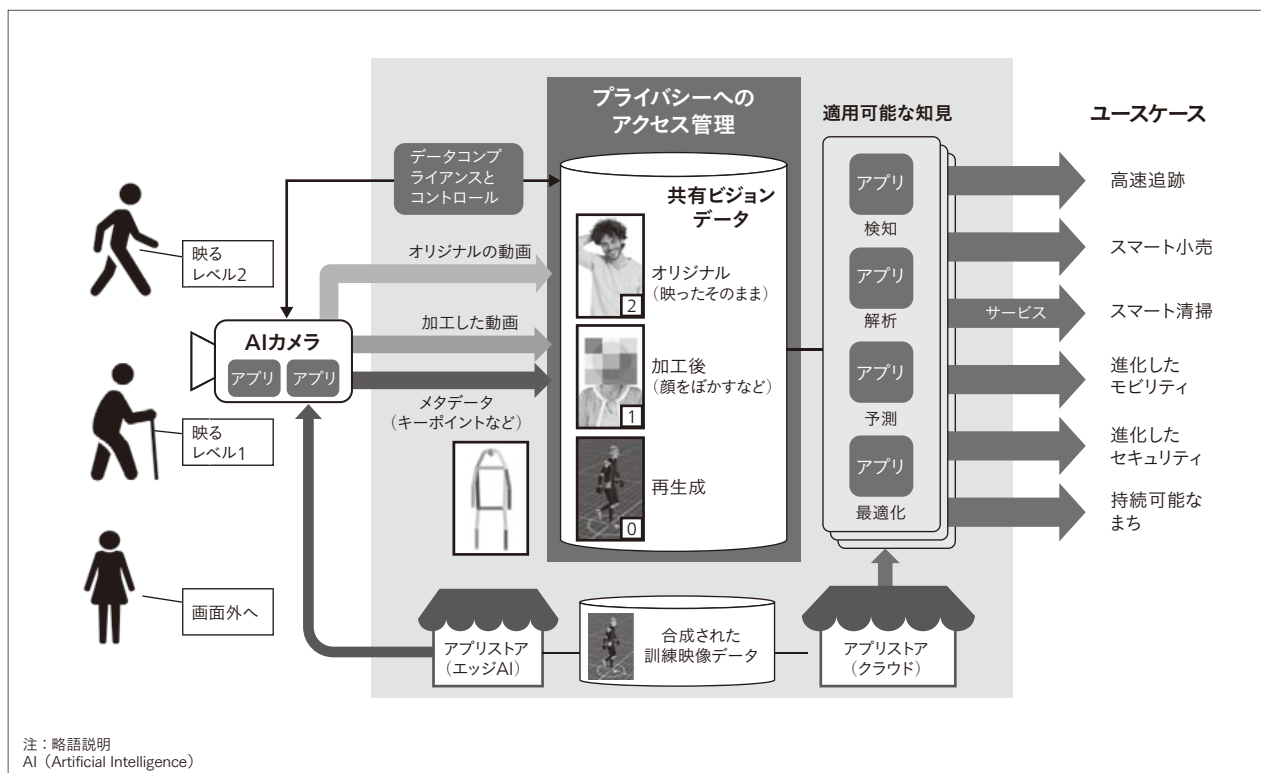 プライバシーへの
アクセス管理
適用可能な知見
ユースケース
データコンプ
ライアンスと
コントロール
共有ビジョン
データ
映る
レベル2
オリジナルの動画
オリジナル
（映ったそのまま）
2
加工した動画
AIカメラ
アプリ
アプリ
加工後
（顔をぼかすなど）
1
メタデータ
（キーポイントなど）
映る
レベル1
再生成
0
画面外へ
アプリ
検知
アプリ
解析
アプリ
予測
アプリ
最適化
サービス
高速追跡
スマート小売
スマート清掃
進化した
モビリティ
進化した
セキュリティ
持続可能な
まち
アプリストア
（エッジAI）
合成された
訓練映像データ
アプリストア
（クラウド）
注：略語説明
AI（Artificial Intelligence）